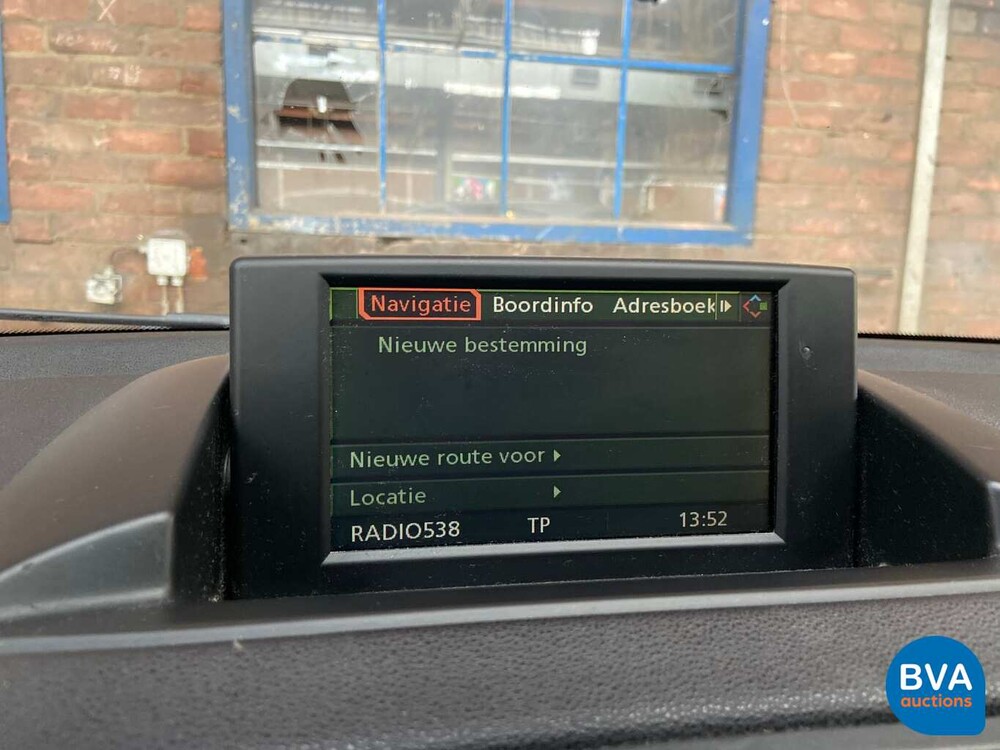 Navigatie Boordinfo Adresboek
Nieuwe bestemming
Nieuwe route voor
Locatie
RADIO538 TP 13:52
BVA
auctions